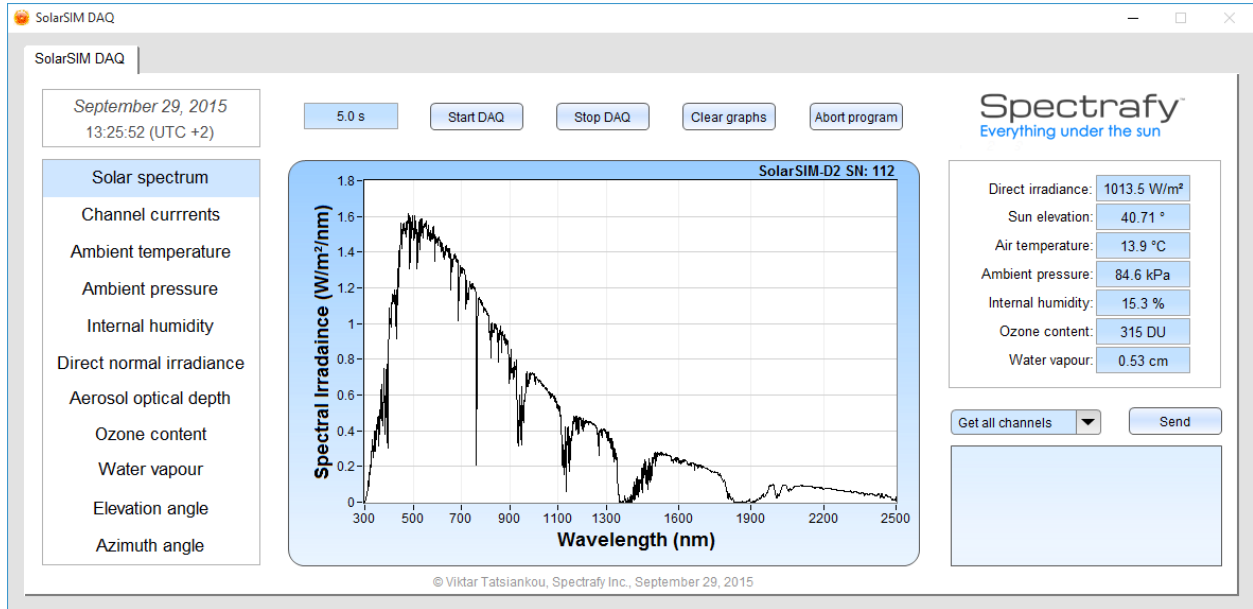 SolarSIM DAQ
SolarSIM DAQ
September 29, 2015
13:25:52 (UTC +2)
5.0 s
Start DAQ
Stop DAQ
Clear graphs
Abort program
Spectrafy™
Everything under the sun
Solar spectrum
Channel currrents
Ambient temperature
Ambient pressure
Internal humidity
Direct normal irradiance
Aerosol optical depth
Ozone content
Water vapour
Elevation angle
Azimuth angle
SolarSIM-D2 SN: 112
Spectral Irradaince (W/m²/nm)
1.8
1.6
1.4
1.2
1
0.8
0.6
0.4
0.2
0
300 500 700 900 1100 1300 1600 1900 2200 2500
Wavelength (nm)
Direct irradiance: 1013.5 W/m²
Sun elevation: 40.71 °
Air temperature: 13.9 °C
Ambient pressure: 84.6 kPa
Internal humidity: 15.3 %
Ozone content: 315 DU
Water vapour: 0.53 cm
Get all channels
Send
© Viktar Tatsiankou, Spectrafy Inc., September 29, 2015